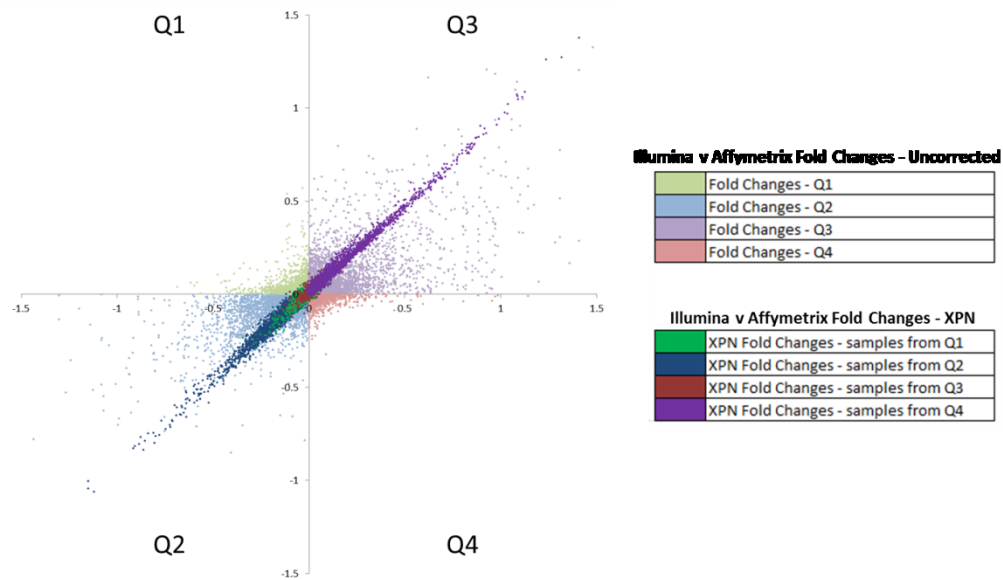 Q1
Q3
1.5
1
0.5
-1.5
-1
-0.5
0
0.5
1
1.5
-0.5
-1
-1.5
Q2
Q4
Illumina v Affymetrix Fold Changes - Uncorrected
Fold Changes - Q1
Fold Changes - Q2
Fold Changes - Q3
Fold Changes - Q4
Illumina v Affymetrix Fold Changes - XPN
XPN Fold Changes - samples from Q1
XPN Fold Changes - samples from Q2
XPN Fold Changes - samples from Q3
XPN Fold Changes - samples from Q4